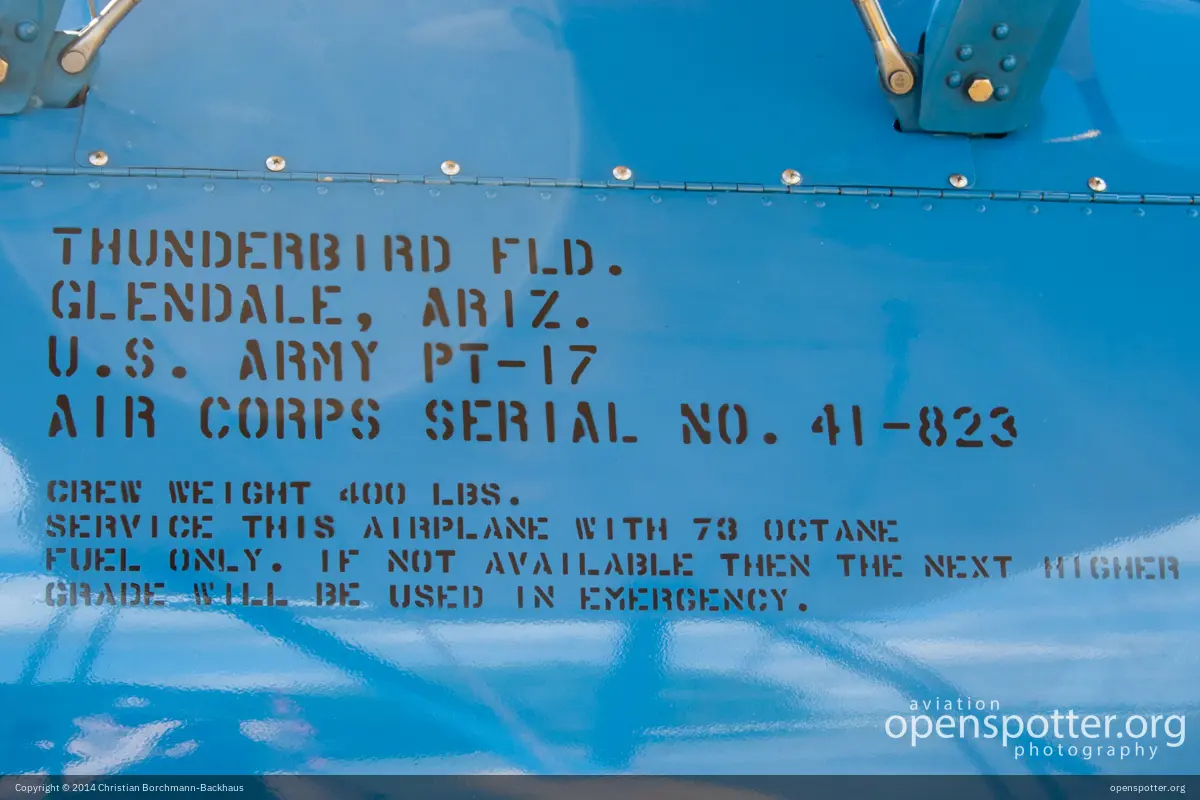 THUNDERBIRD FLD.
GLENDALE, ARIZ.
U.S. ARMY PT-17
AIR CORPS SERIAL NO. 41-823
CREW WEIGHT 400 LBS.
SERVICE THIS AIRPLANE WITH 73 OCTANE
FUEL ONLY. IF NOT AVAILABLE THEN THE NEXT HIGHER
GRADE WILL BE USED IN EMERGENCY.
aviation
openspotter.org
photography
Copyright © 2014 Christian Borchmann-Backhaus
openspotter.org